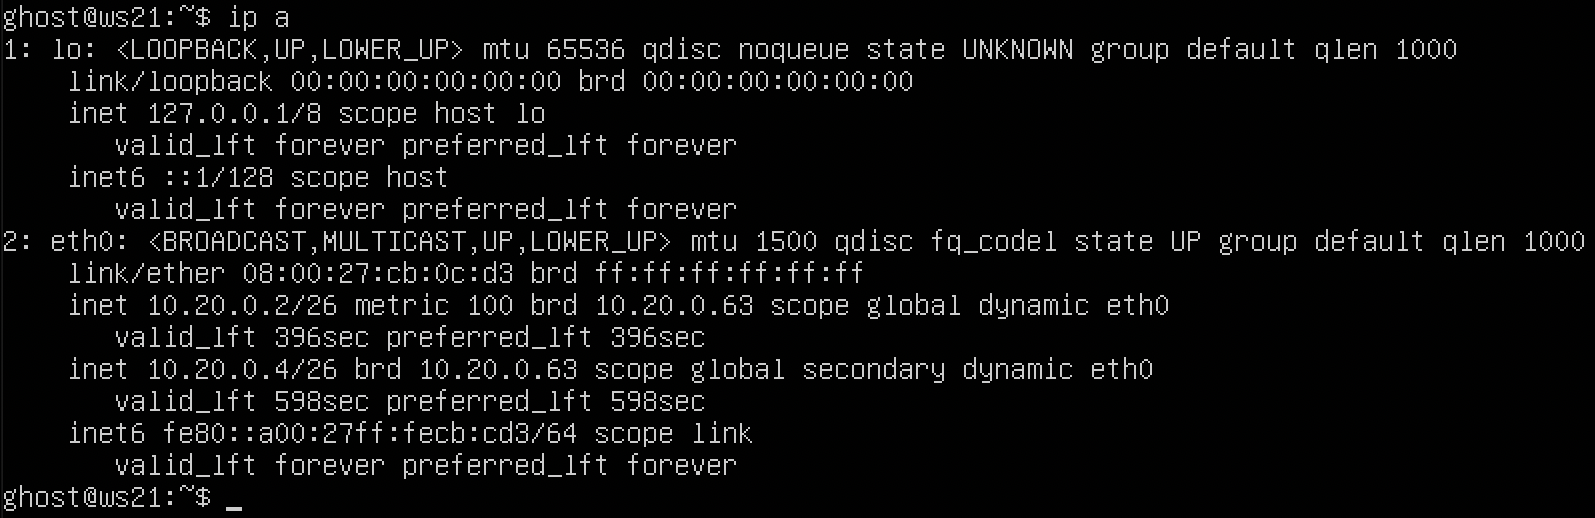 ghost@ws21:~$ ip a
1: lo: <LOOPBACK,UP,LOWER_UP> mtu 65536 qdisc noqueue state UNKNOWN group default qlen 1000
    link/loopback 00:00:00:00:00:00 brd 00:00:00:00:00:00
    inet 127.0.0.1/8 scope host lo
       valid_lft forever preferred_lft forever
    inet6 ::1/128 scope host
       valid_lft forever preferred_lft forever
2: eth0: <BROADCAST,MULTICAST,UP,LOWER_UP> mtu 1500 qdisc fq_codel state UP group default qlen 1000
    link/ether 08:00:27:cb:0c:d3 brd ff:ff:ff:ff:ff:ff
    inet 10.20.0.2/26 metric 100 brd 10.20.0.63 scope global dynamic eth0
       valid_lft 396sec preferred_lft 396sec
    inet 10.20.0.4/26 brd 10.20.0.63 scope global secondary dynamic eth0
       valid_lft 598sec preferred_lft 598sec
    inet6 fe80::a00:27ff:fecb:cd3/64 scope link
       valid_lft forever preferred_lft forever
ghost@ws21:~$ _